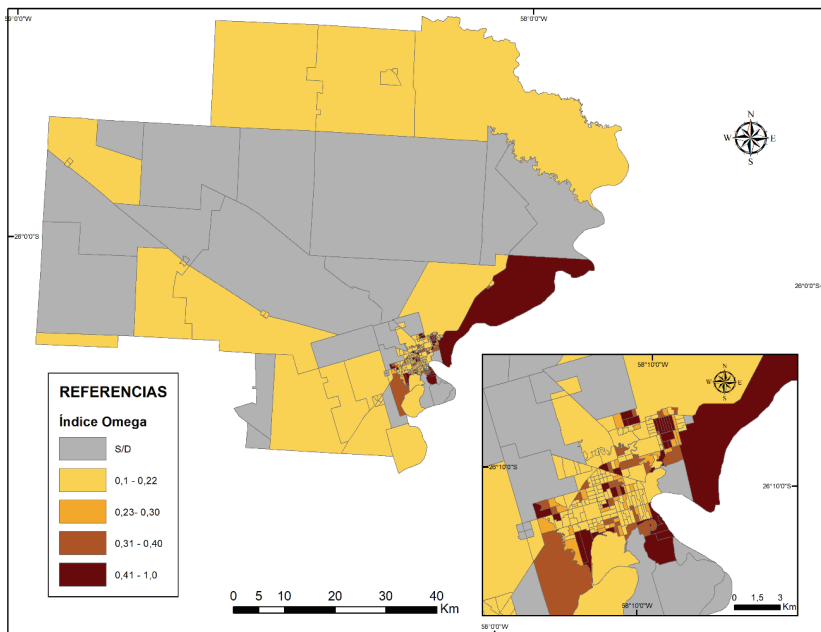 59°0'0"W
58°0'0"W
N
W
E
S
26°0'0"S
26°0'0"S
REFERENCIAS
Índice Omega
S/D
0,1 - 0,22
0,23- 0,30
0,31 - 0,40
0,41 - 1,0
0 5 10 20 30 40
Km
58°10'0"W
N
W
E
S
26°10'0"S
26°10'0"S
0 1,5 3
Km
58°10'0"W
58°0'0"W